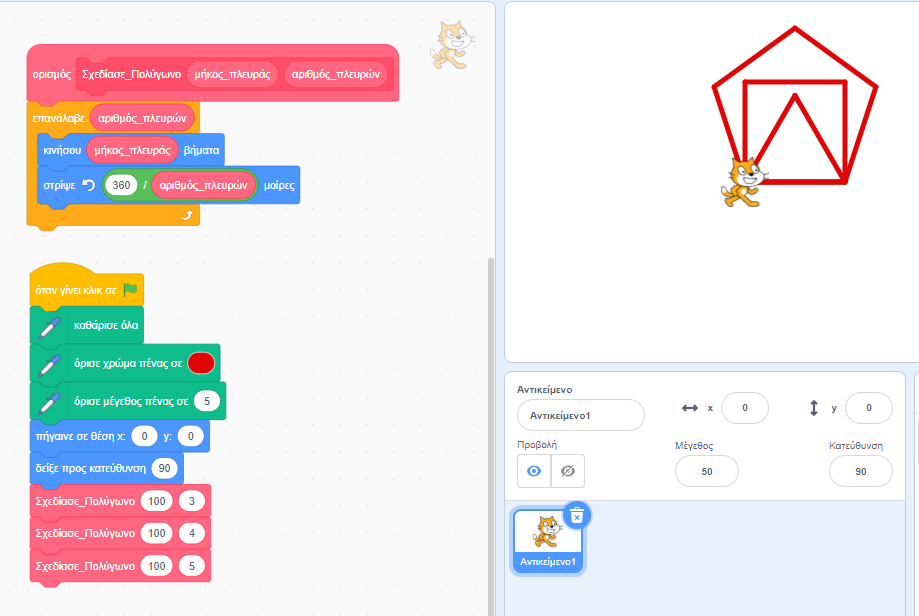 ορισμός Σχεδίασε_Πολύγωνο μήκος_πλευράς αριθμός_πλευρών
επανάλαβε αριθμός_πλευρών
κινήσου μήκος_πλευράς βήματα
στρίψε 360 / αριθμός_πλευρών μοίρες
όταν γίνει κλικ σε
καθάρισε όλα
όρισε χρώμα πένας σε
όρισε μέγεθος πένας σε 5
πήγαινε σε θέση x: 0 y: 0
δείξε προς κατεύθυνση 90
Σχεδίασε_Πολύγωνο 100 3
Σχεδίασε_Πολύγωνο 100 4
Σχεδίασε_Πολύγωνο 100 5
Αντικείμενο
Αντικείμενο1 x 0 y 0
Προβολή Μέγεθος Κατεύθυνση
50 90
Αντικείμενο1